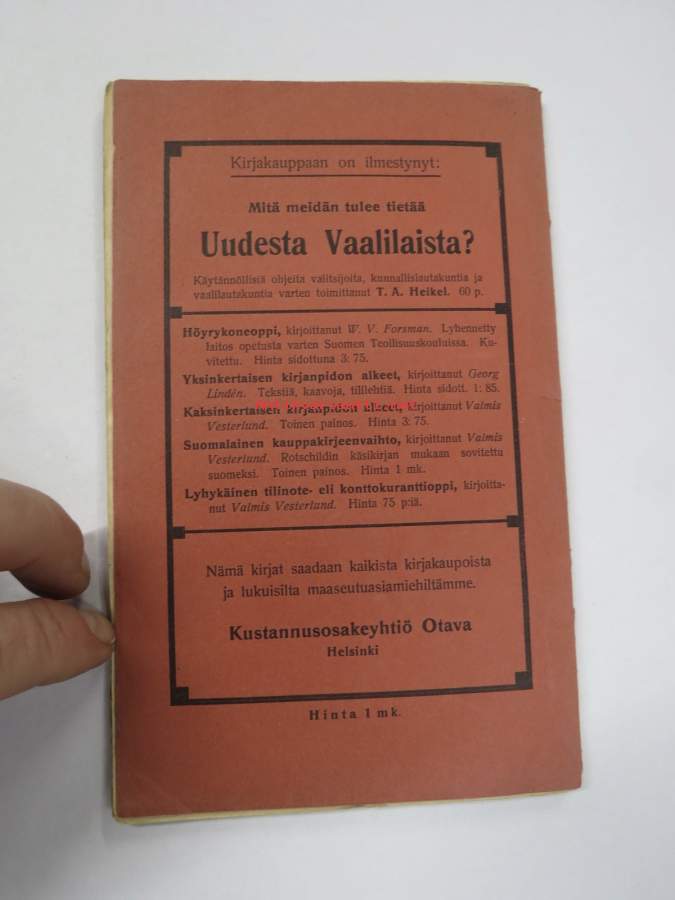 Kirjakauppaan on ilmestynyt:
Mitä meidän tulee tietää
Uudesta Vaalilaista?
Käytännöllisiä ohjeita valitsijoita, kunnallislautakuntia ja
vaalilautakuntia varten toimittanut T. A. Heikel. 60 p.
Höyrykoneoppi, kirjoittanut W. V. Forsman. Lyhennetty
laitos opetusta varten Suomen Teollisuuskouluissa. Ku-
vitettu. Hinta sidottuna 3: 75.
Yksinkertaisen kirjanpidon alkeet, kirjoittanut Georg
Lindén. Tekstiä, kaavoja, tililehtiä. Hinta sidott. 1: 85.
Kaksinkertaisen kirjanpidon alkeet, kirjoittanut Valmis
Vesterlund. Toinen painos. Hinta 3: 75.
Suomalainen kauppakirjeenvaihto, kirjoittanut Valmis
Vesterlund. Rotschildin käsikirjan mukaan sovitettu
suomeksi. Toinen painos. Hinta 1 mk.
Lyhykäinen tilinote- eli konttokuranttioppi, kirjoitta-
nut Valmis Vesterlund. Hinta 75 p:iä.
Nämä kirjat saadaan kaikista kirjakaupoista
ja lukuisilta maaseutuasiamiehiltämme.
Kustannusosakeyhtiö Otava
Helsinki
Hinta 1 mk.